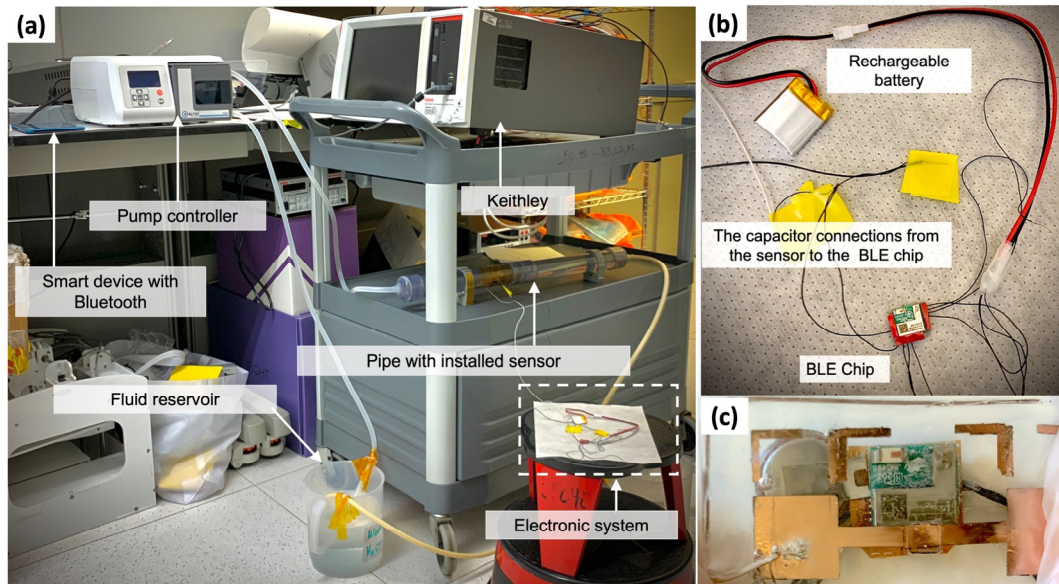 (a)
Pump controller
Keithley
Smart device with
Bluetooth
Pipe with installed sensor
Fluid reservoir
Electronic system
(b)
Rechargeable
battery
The capacitor connections from
the sensor to the BLE chip
BLE Chip
(c)